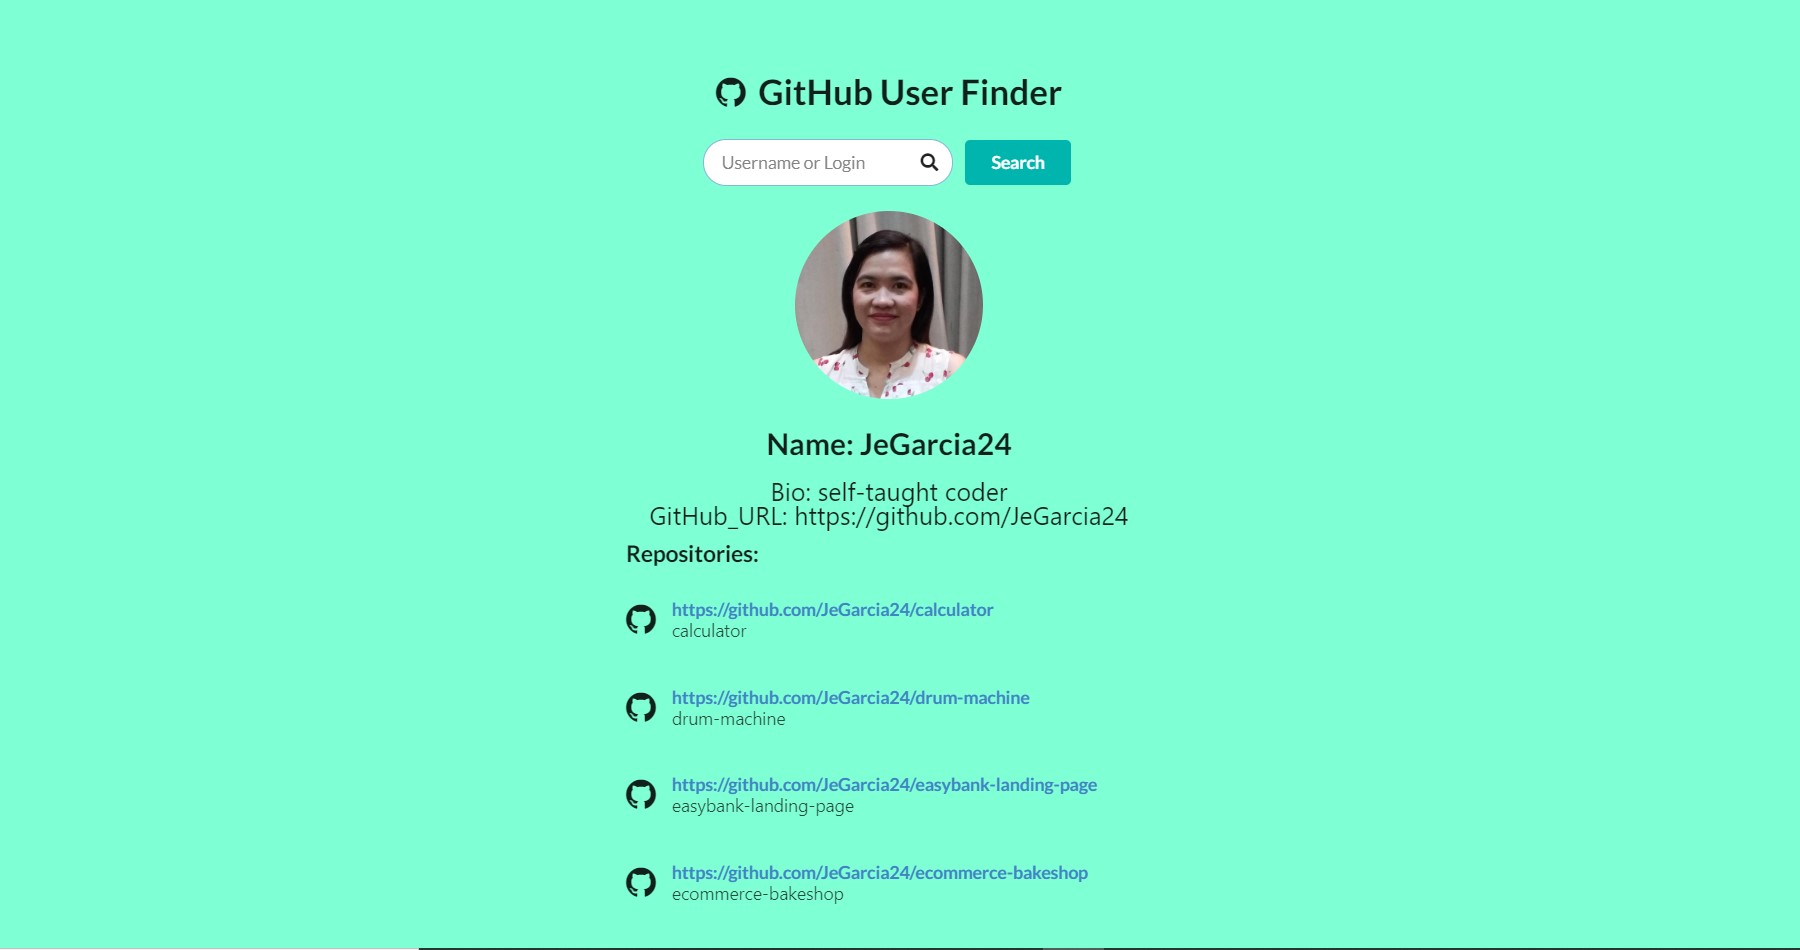 GitHub User Finder
Username or Login
Search
Name: JeGarcia24
Bio: self-taught coder
GitHub_URL: https://github.com/JeGarcia24
Repositories:
https://github.com/JeGarcia24/calculator
calculator
https://github.com/JeGarcia24/drum-machine
drum-machine
https://github.com/JeGarcia24/easybank-landing-page
easybank-landing-page
https://github.com/JeGarcia24/ecommerce-bakeshop
ecommerce-bakeshop